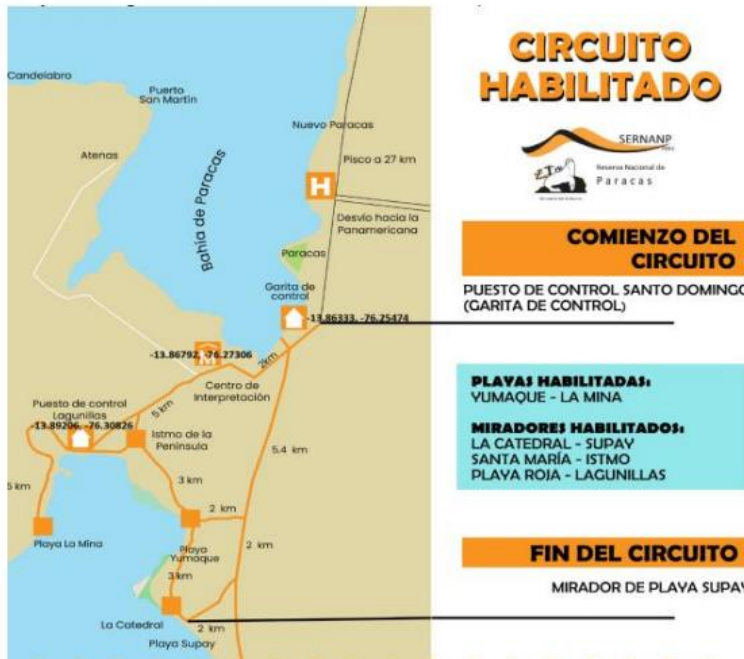 Candelabro
Puerto
San Martín
Atenas
Bahía de Paracas
Nuevo Paracas
Pisco a 27 km
H
Desvío hacia la
Panamericana
Paracas
Garita de
control
-13.86333, -76.25474
-13.86792, -76.27306
2km
Centro de
Interpretación
Puesto de control
Lagunillas
-13.89206, -76.30826
5 km
Istmo de la
Península
5.4 km
3 km
5 km
2 km
Playa La Mina
Playa
Yumaque
2 km
3 km
La Catedral
2 km
Playa Supay
CIRCUITO
HABILITADO
SERNANP
Reserva Nacional de
Paracas
COMIENZO DEL
CIRCUITO
PUESTO DE CONTROL SANTO DOMINGO
(GARITA DE CONTROL)
PLAYAS HABILITADAS:
YUMAQUE - LA MINA
MIRADORES HABILITADOS:
LA CATEDRAL - SUPAY
SANTA MARÍA - ISTMO
PLAYA ROJA - LAGUNILLAS
FIN DEL CIRCUITO
MIRADOR DE PLAYA SUPAY